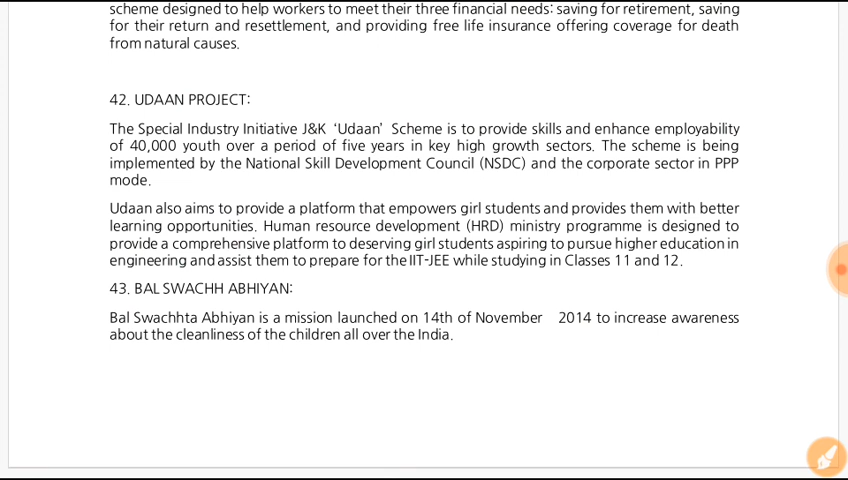 scheme designed to help workers to meet their three financial needs: saving for retirement, saving
for their return and resettlement, and providing free life insurance offering coverage for death
from natural causes.
42. UDAAN PROJECT:
The Special Industry Initiative J&K ‘Udaan’ Scheme is to provide skills and enhance employability
of 40,000 youth over a period of five years in key high growth sectors. The scheme is being
implemented by the National Skill Development Council (NSDC) and the corporate sector in PPP
mode.
Udaan also aims to provide a platform that empowers girl students and provides them with better
learning opportunities. Human resource development (HRD) ministry programme is designed to
provide a comprehensive platform to deserving girl students aspiring to pursue higher education in
engineering and assist them to prepare for the IIT-JEE while studying in Classes 11 and 12.
43. BAL SWACHH ABHIYAN:
Bal Swachhta Abhiyan is a mission launched on 14th of November 2014 to increase awareness
about the cleanliness of the children all over the India.